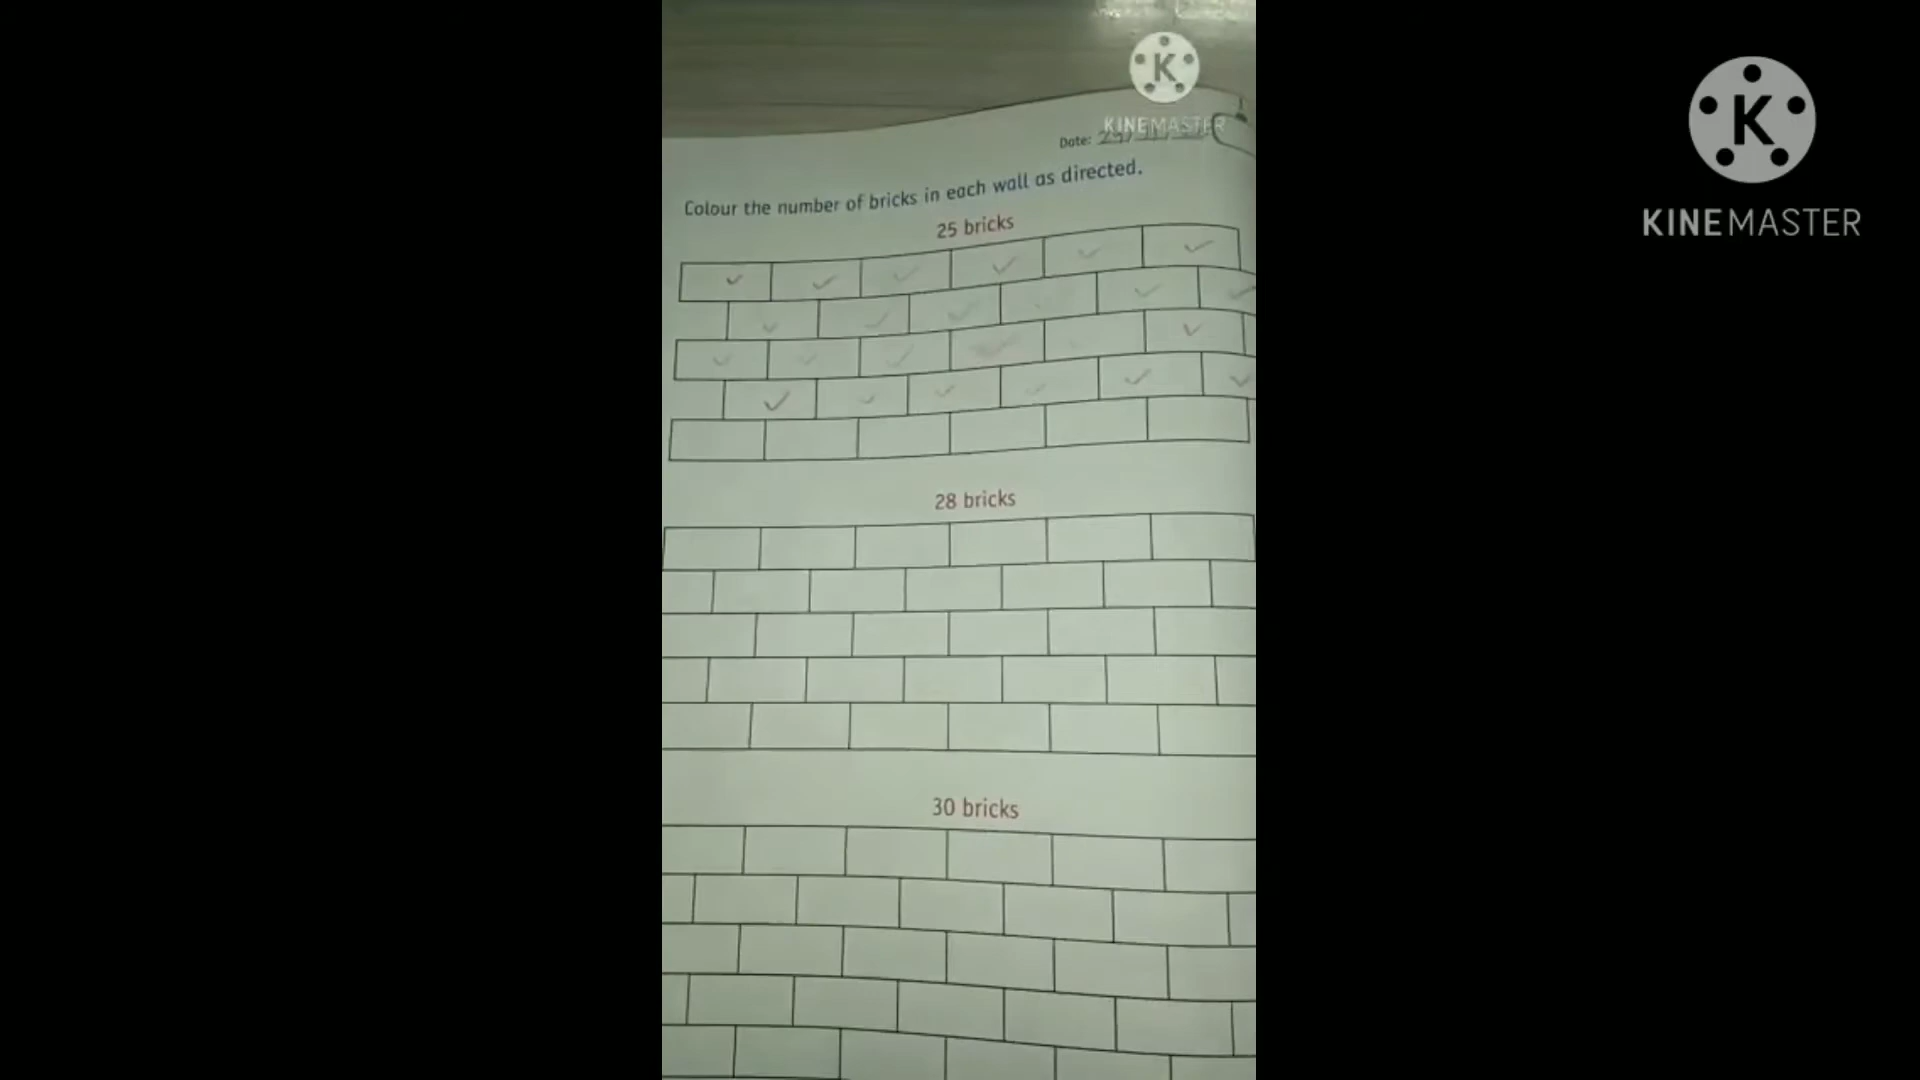 KINEMASTER
KINEMASTER
Date:
Colour the number of bricks in each wall as directed.
25 bricks
28 bricks
30 bricks